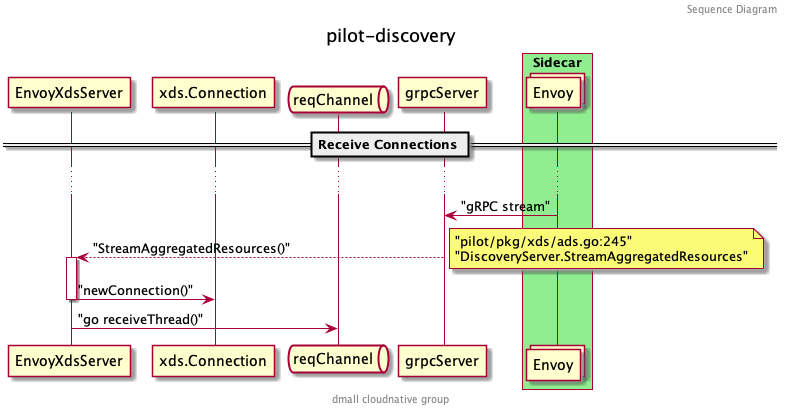 Sequence Diagram
pilot-discovery
Sidecar
EnvoyXdsServer
xds.Connection
reqChannel
grpcServer
Envoy
Receive Connections
"gRPC stream"
"pilot/pkg/xds/ads.go:245"
"DiscoveryServer.StreamAggregatedResources"
"StreamAggregatedResources()"
"newConnection()"
"go receiveThread()"
EnvoyXdsServer
xds.Connection
reqChannel
grpcServer
Envoy
dmall cloudnative group